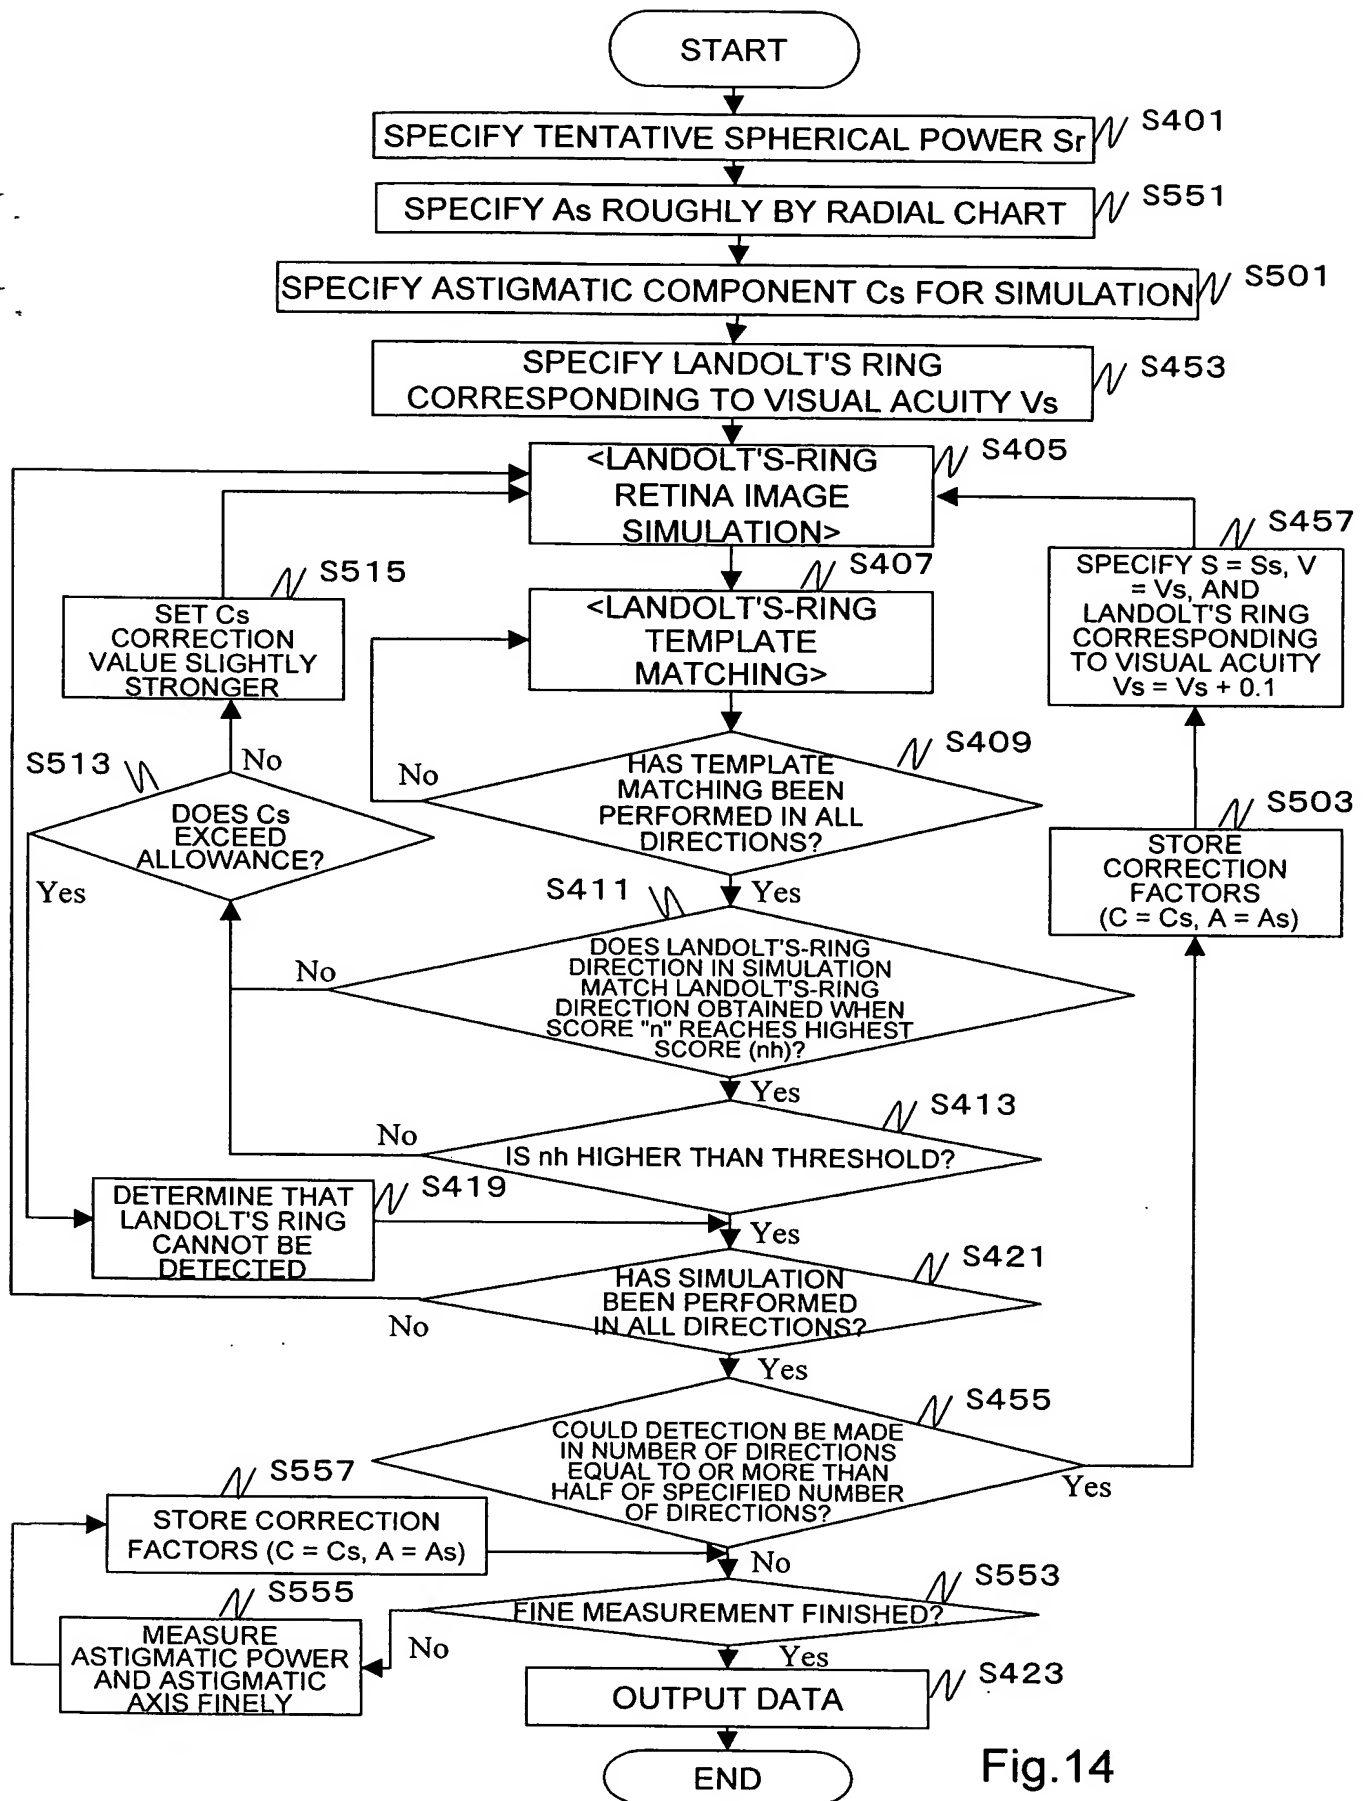 START
SPECIFY TENTATIVE SPHERICAL POWER Sr
S401
SPECIFY As ROUGHLY BY RADIAL CHART
S551
SPECIFY ASTIGMATIC COMPONENT Cs FOR SIMULATION
S501
SPECIFY LANDOLT'S RING
CORRESPONDING TO VISUAL ACUITY Vs
S453
<LANDOLT'S-RING
RETINA IMAGE
SIMULATION>
S405
S457
SPECIFY S = Ss, V
= Vs, AND
LANDOLT'S RING
CORRESPONDING
TO VISUAL ACUITY
Vs = Vs + 0.1
S407
<LANDOLT'S-RING
TEMPLATE
MATCHING>
S515
SET Cs
CORRECTION
VALUE SLIGHTLY
STRONGER
S513
No
DOES Cs
EXCEED
ALLOWANCE?
Yes
No
S409
HAS TEMPLATE
MATCHING BEEN
PERFORMED IN ALL
DIRECTIONS?
Yes
S503
STORE
CORRECTION
FACTORS
(C = Cs, A = As)
S411
No
DOES LANDOLT'S-RING
DIRECTION IN SIMULATION
MATCH LANDOLT'S-RING
DIRECTION OBTAINED WHEN
SCORE "n" REACHES HIGHEST
SCORE (nh)?
Yes
S413
No
IS nh HIGHER THAN THRESHOLD?
Yes
S419
DETERMINE THAT
LANDOLT'S RING
CANNOT BE
DETECTED
S421
HAS SIMULATION
BEEN PERFORMED
IN ALL DIRECTIONS?
No
Yes
S455
COULD DETECTION BE MADE
IN NUMBER OF DIRECTIONS
EQUAL TO OR MORE THAN
HALF OF SPECIFIED NUMBER
OF DIRECTIONS?
Yes
No
S557
STORE CORRECTION
FACTORS (C = Cs, A = As)
S553
FINE MEASUREMENT FINISHED?
No
Yes
S555
MEASURE
ASTIGMATIC POWER
AND ASTIGMATIC
AXIS FINELY
S423
OUTPUT DATA
END
Fig.14